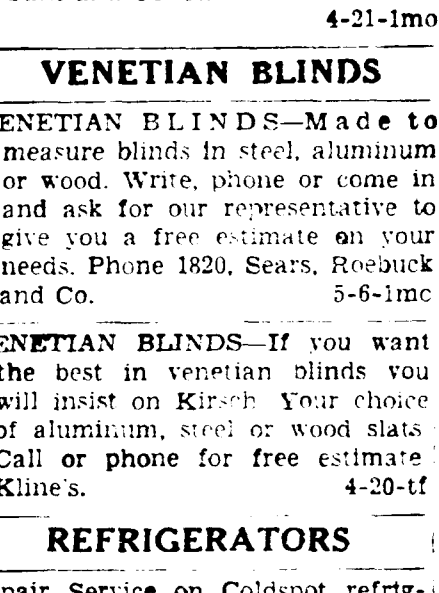 4-21-1mo
VENETIAN BLINDS
ENETIAN BLINDS—Made to
measure blinds in steel, aluminum
or wood. Write, phone or come in
and ask for our representative to
give you a free estimate on your
needs. Phone 1820, Sears, Roebuck
and Co. 5-6-1mc
ENETIAN BLINDS—If you want
the best in venetian blinds you
will insist on Kirsch Your choice
of aluminum, steel or wood slats
Call or phone for free estimate
Kline's. 4-20-tf
REFRIGERATORS
pair Service on Coldspot refrig-